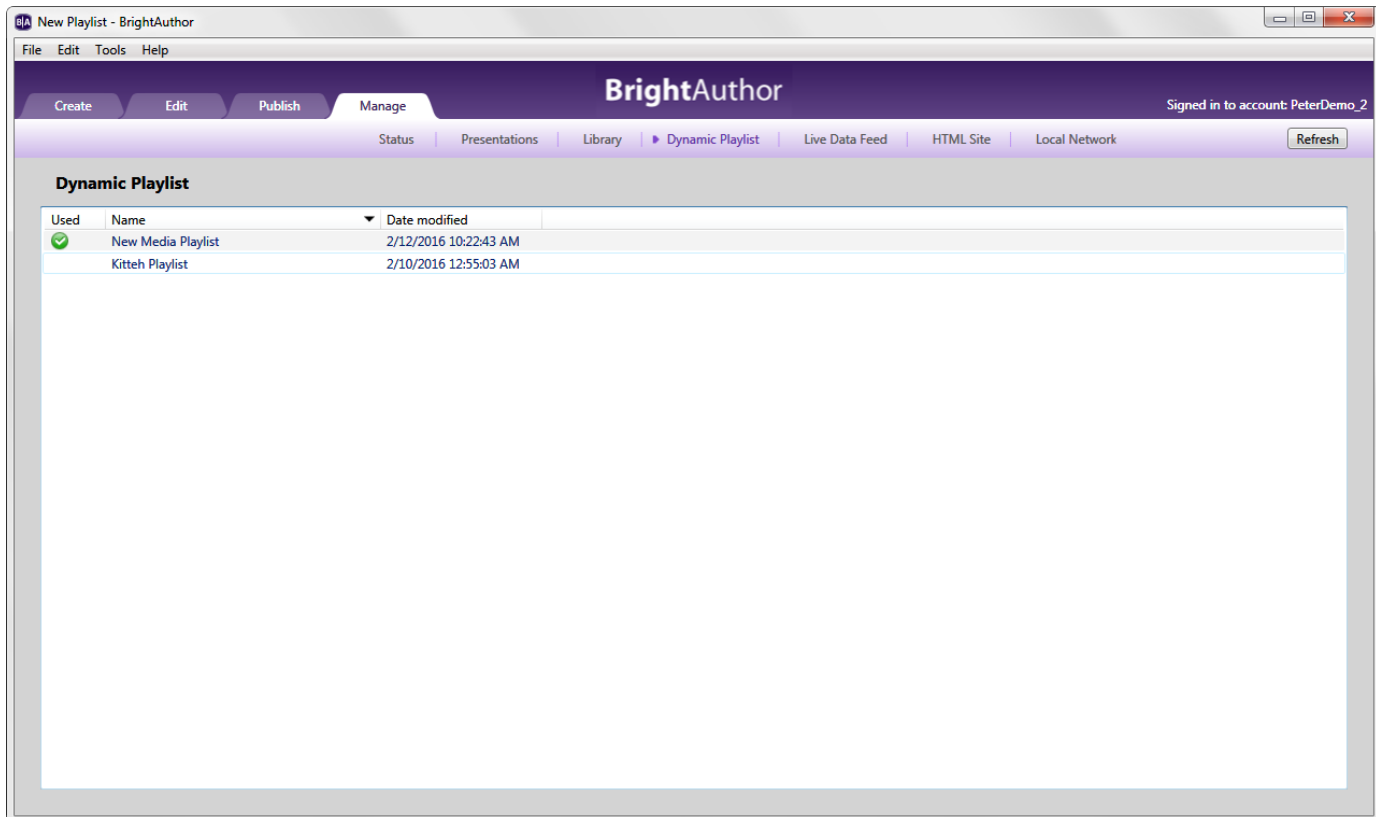 B|A New Playlist - BrightAuthor
File Edit Tools Help
BrightAuthor
Create Edit Publish Manage
Signed in to account: PeterDemo_2
Status Presentations Library Dynamic Playlist Live Data Feed HTML Site Local Network Refresh
Dynamic Playlist
Used Name Date modified
New Media Playlist 2/12/2016 10:22:43 AM
Kitteh Playlist 2/10/2016 12:55:03 AM